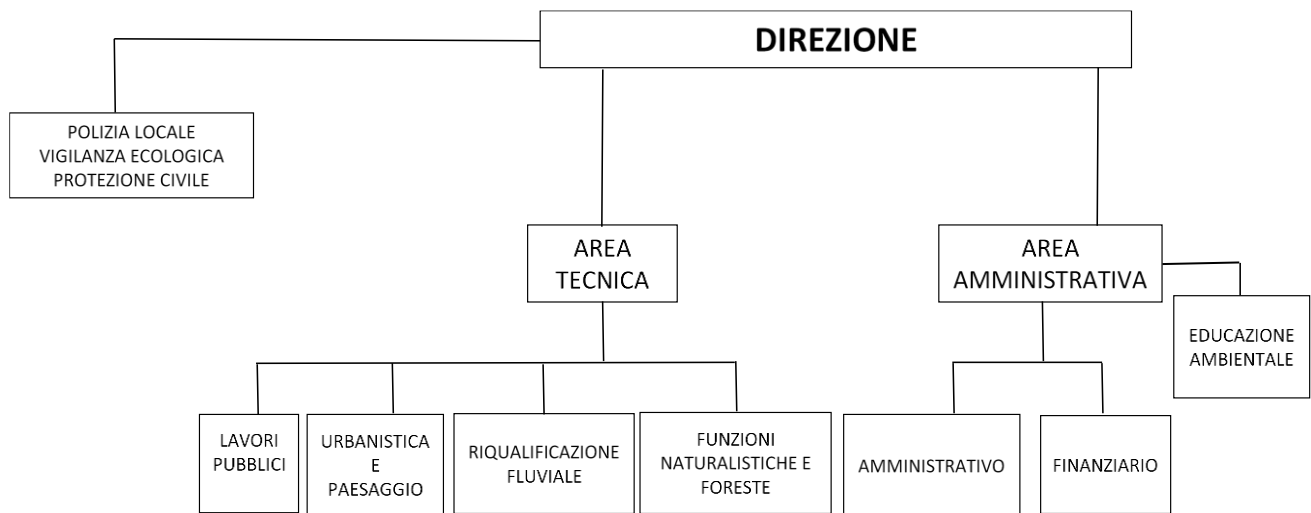 DIREZIONE
POLIZIA LOCALE
VIGILANZA ECOLOGICA
PROTEZIONE CIVILE
AREA
TECNICA
AREA
AMMINISTRATIVA
EDUCAZIONE
AMBIENTALE
LAVORI
PUBBLICI
URBANISTICA
E
PAESAGGIO
RIQUALIFICAZIONE
FLUVIALE
FUNZIONI
NATURALISTICHE E
FORESTE
AMMINISTRATIVO
FINANZIARIO